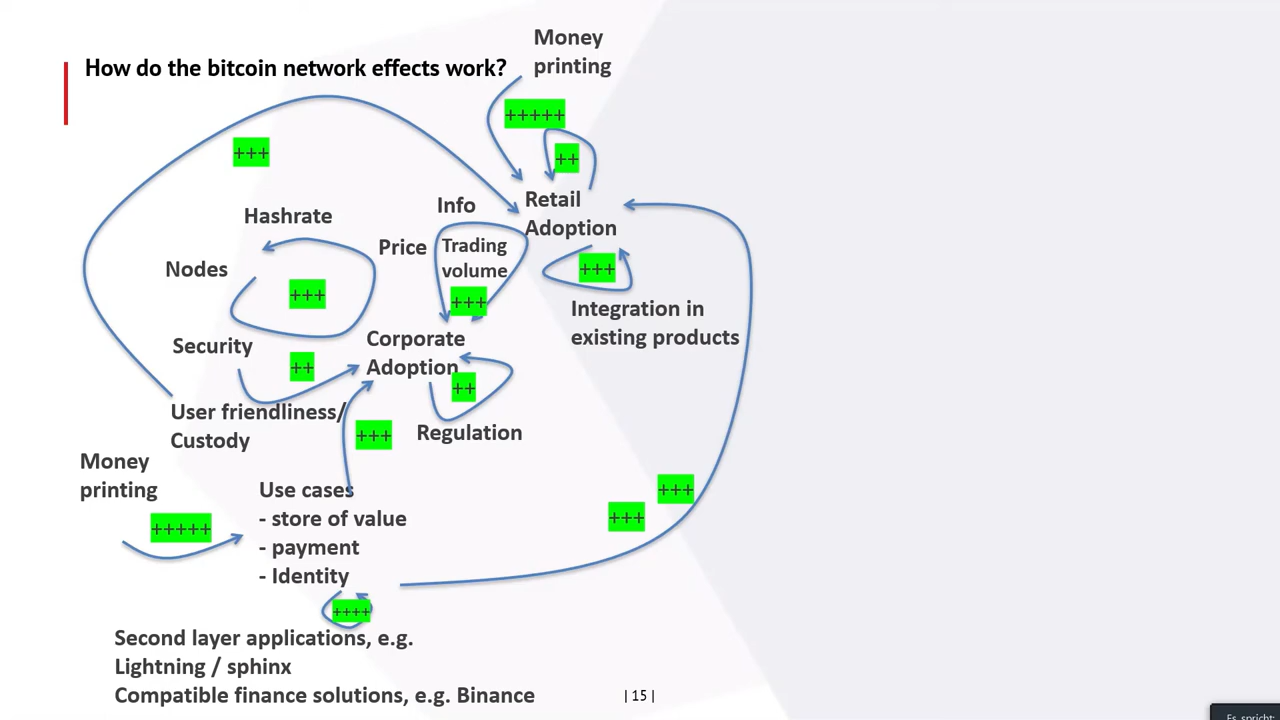 Money
printing
How do the bitcoin network effects work?
+++++
+++
++
Retail
Adoption
Info
Hashrate
Price
Trading
volume
Nodes
+++
+++
+++
Integration in
existing products
Security
Corporate
Adoption
++
++
User friendliness/
Custody
+++
Regulation
Money
printing
Use cases
- store of value
- payment
- Identity
+++++
+++
+++
++++
Second layer applications, e.g.
Lightning / sphinx
Compatible finance solutions, e.g. Binance
| 15 |
Es spricht: